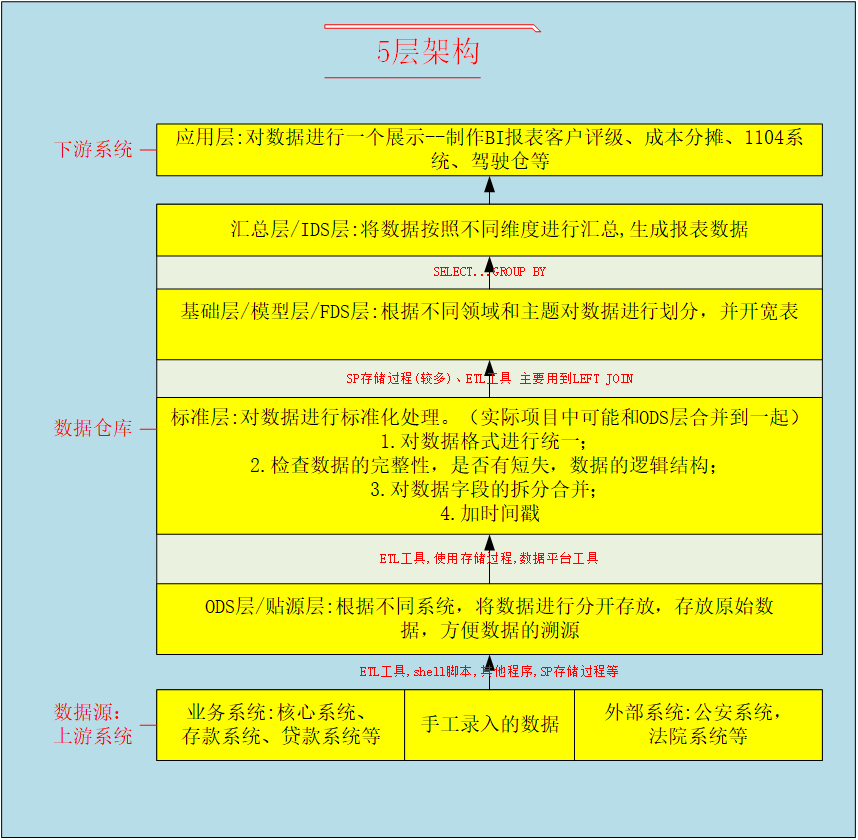 5层架构
下游系统
应用层:对数据进行一个展示--制作BI报表客户评级、成本分摊、1104系
统、驾驶仓等
汇总层/IDS层:将数据按照不同维度进行汇总,生成报表数据
SELECT...GROUP BY
基础层/模型层/FDS层:根据不同领域和主题对数据进行划分，并开宽表
SP存储过程(较多)、ETL工具 主要用到LEFT JOIN
数据仓库
标准层:对数据进行标准化处理。（实际项目中可能和ODS层合并到一起）
1.对数据格式进行统一；
2.检查数据的完整性，是否有短失，数据的逻辑结构；
3.对数据字段的拆分合并；
4.加时间戳
ETL工具,使用存储过程,数据平台工具
ODS层/贴源层:根据不同系统，将数据进行分开存放，存放原始数
据，方便数据的溯源
ETL工具,shell脚本,其他程序,SP存储过程等
数据源：
上游系统
业务系统:核心系统、
存款系统、贷款系统等
手工录入的数据
外部系统:公安系统，
法院系统等